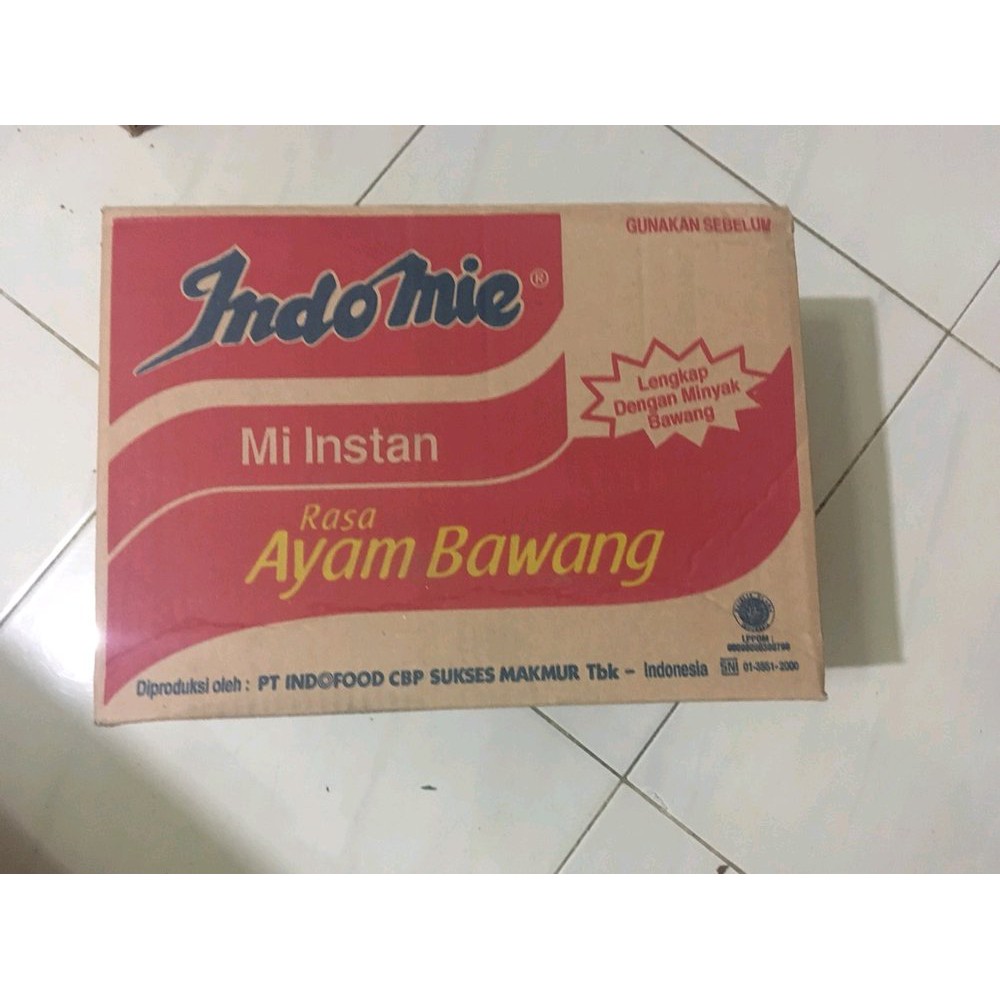 GUNAKAN SEBELUM
IndoMie®
Lengkap
Dengan Minyak
Bawang
Mi Instan
Rasa
Ayam Bawang
LPPOM :
Diproduksi oleh : PT INDOFOOD CBP SUKSES MAKMUR Tbk – Indonesia
SNI 01-3551-2000